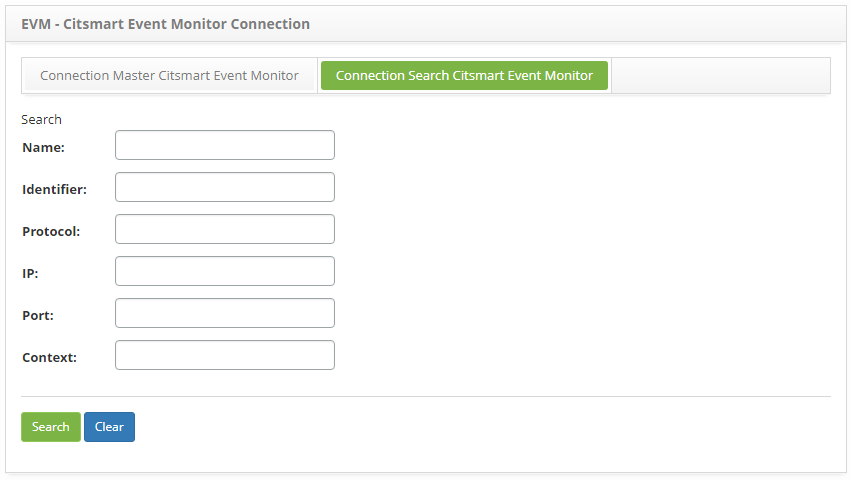 EVM - Citsmart Event Monitor Connection
Connection Master Citsmart Event Monitor Connection Search Citsmart Event Monitor
Search
Name:
Identifier:
Protocol:
IP:
Port:
Context:
Search Clear